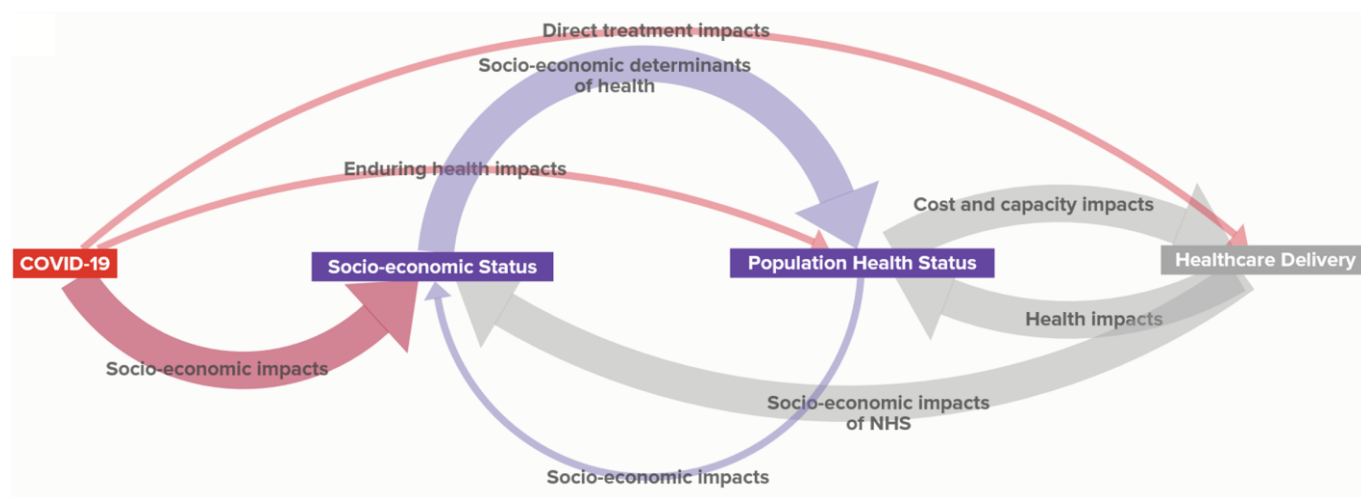 Direct treatment impacts
Socio-economic determinants
of health
Enduring health impacts
Cost and capacity impacts
COVID-19
Socio-economic Status
Population Health Status
Healthcare Delivery
Health impacts
Socio-economic impacts
Socio-economic impacts
of NHS
Socio-economic impacts